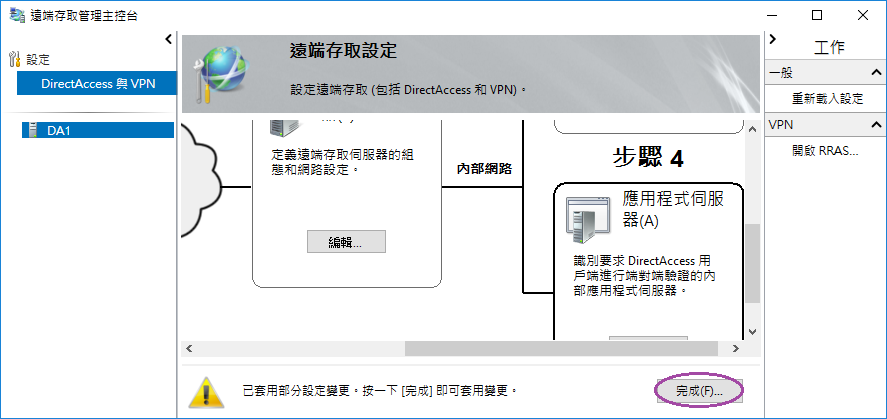 遠端存取管理主控台
設定
DirectAccess 與 VPN
DA1
遠端存取設定
設定遠端存取 (包括 DirectAccess 和 VPN)。
定義遠端存取伺服器的組
態和網路設定。
編輯...
內部網路
步驟 4
應用程式伺服
器(A)
識別要求 DirectAccess 用
戶端進行端對端驗證的內
部應用程式伺服器。
已套用部分設定變更。按一下 [完成] 即可套用變更。
完成(F)...
工作
一般
重新載入設定
VPN
開啟 RRAS...